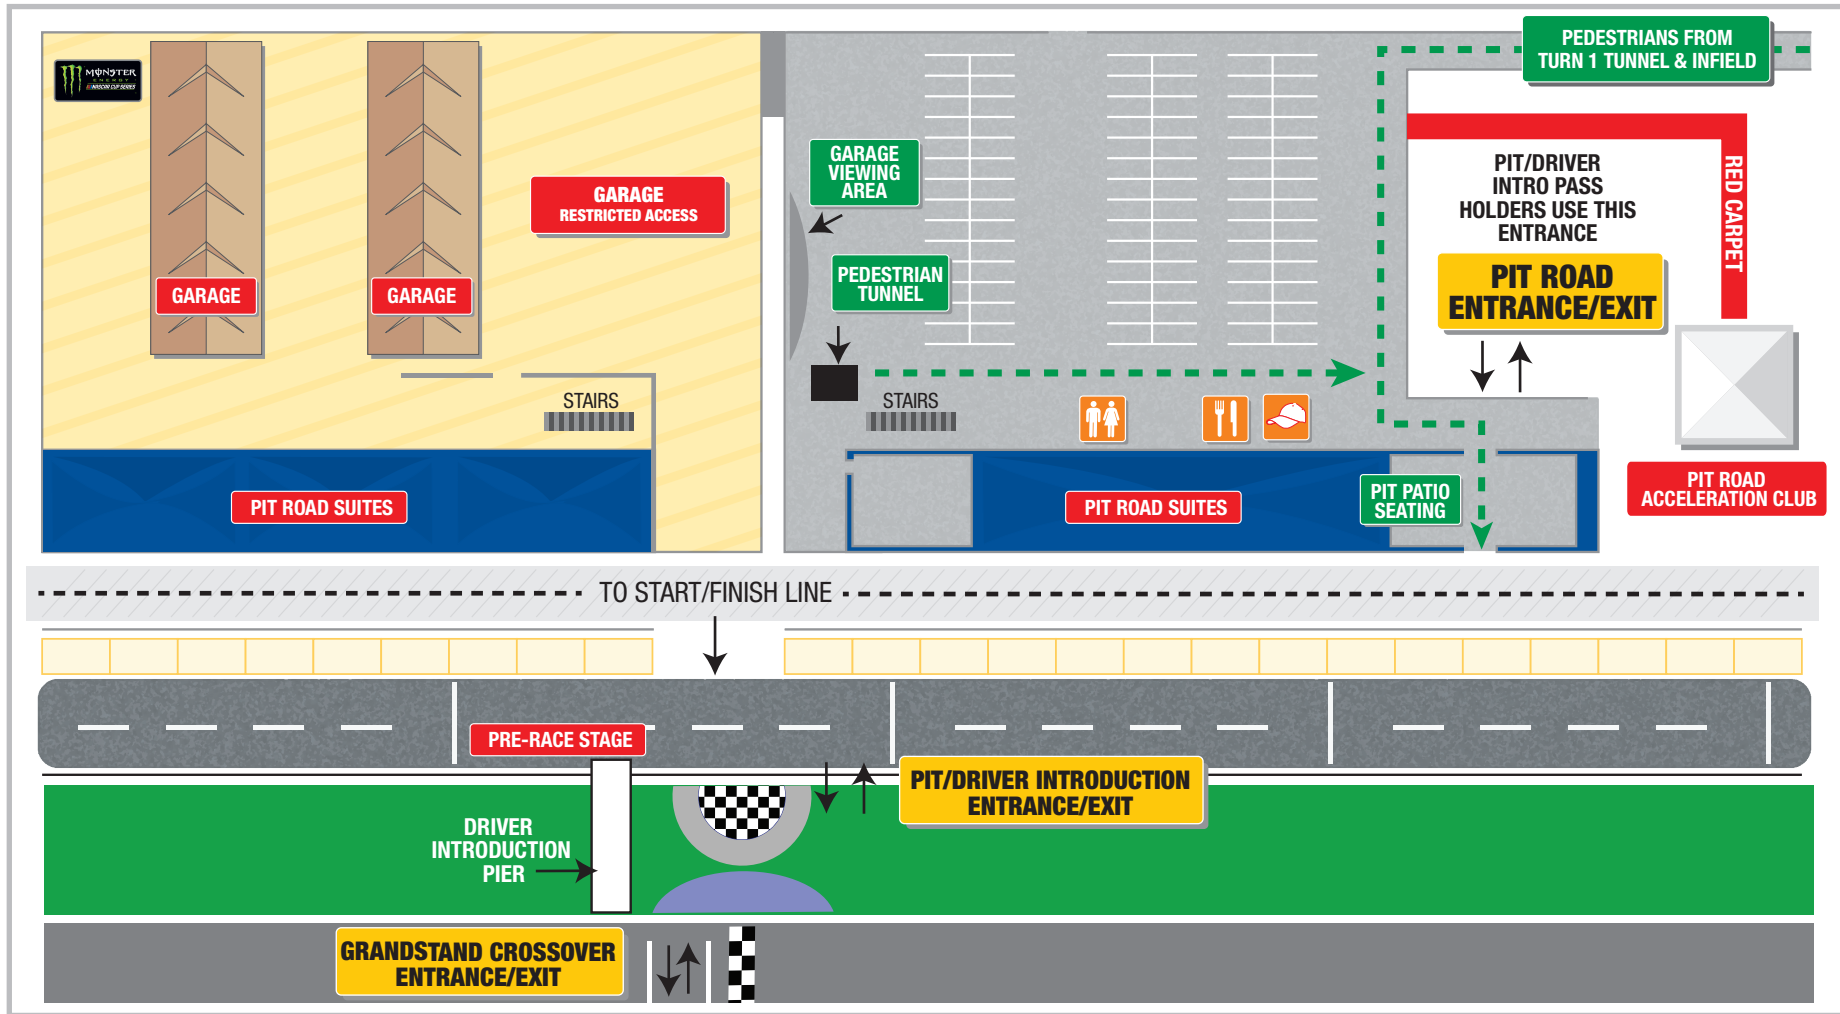 PEDESTRIANS FROM
TURN 1 TUNNEL & INFIELD
MONSTER
ENERGY
NASCAR CUP SERIES
GARAGE
VIEWING
AREA
GARAGE
RESTRICTED ACCESS
PIT/DRIVER
INTRO PASS
HOLDERS USE THIS
ENTRANCE
RED CARPET
PEDESTRIAN
TUNNEL
PIT ROAD
ENTRANCE/EXIT
GARAGE
GARAGE
STAIRS
STAIRS
PIT ROAD SUITES
PIT ROAD SUITES
PIT PATIO
SEATING
PIT ROAD
ACCELERATION CLUB
TO START/FINISH LINE
PRE-RACE STAGE
PIT/DRIVER INTRODUCTION
ENTRANCE/EXIT
DRIVER
INTRODUCTION
PIER
GRANDSTAND CROSSOVER
ENTRANCE/EXIT